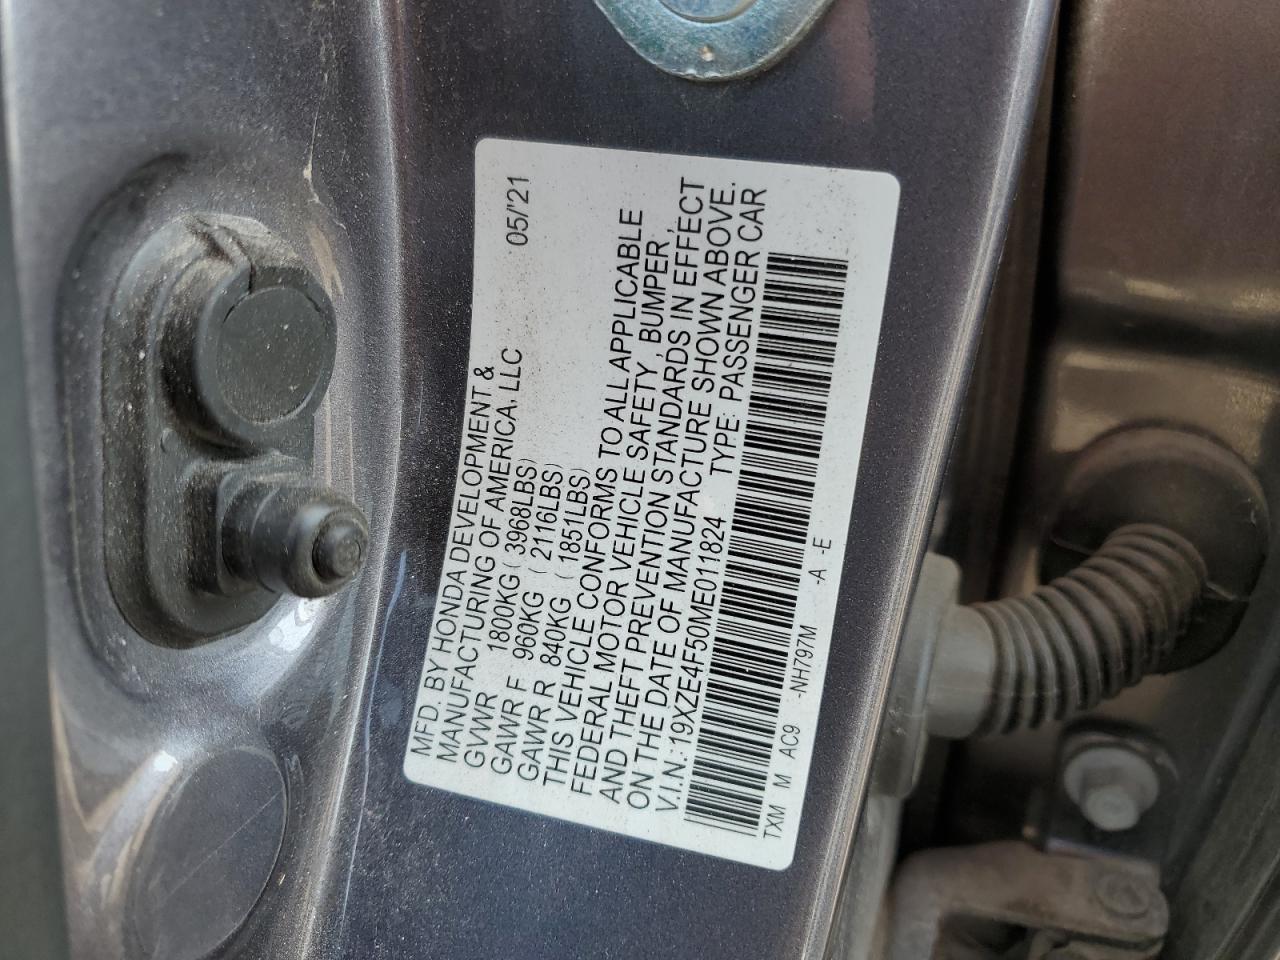 MFD. BY HONDA DEVELOPMENT &
MANUFACTURING OF AMERICA, LLC 05/'21
GVWR 1800KG ( 3968LBS)
GAWR F 960KG ( 2116LBS)
GAWR R 840KG ( 1851LBS)
THIS VEHICLE CONFORMS TO ALL APPLICABLE
FEDERAL MOTOR VEHICLE SAFETY, BUMPER,
AND THEFT PREVENTION STANDARDS IN EFFECT
ON THE DATE OF MANUFACTURE SHOWN ABOVE.
V.I.N.: 19XZE4F50ME011824 TYPE: PASSENGER CAR
TXM M AC9 -NH797M -A -E